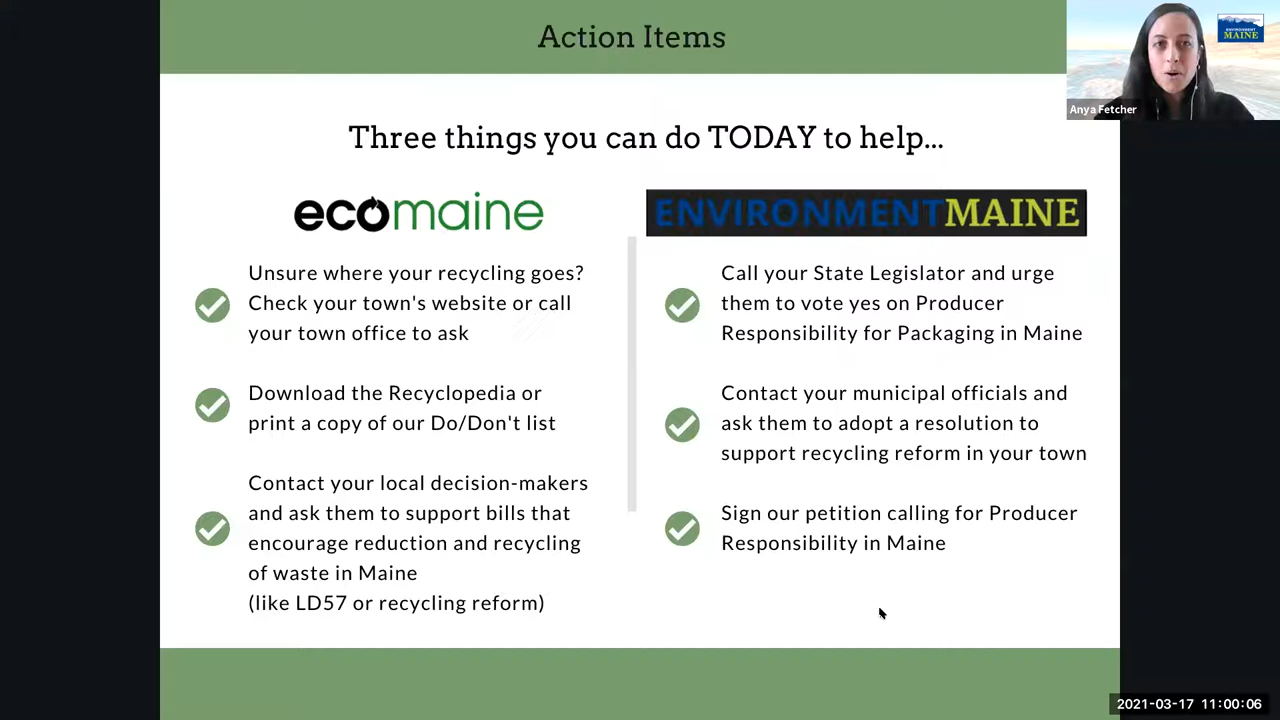 Action Items
ENVIRONMENT
MAINE
Anya Fetcher
Three things you can do TODAY to help...
ecomaine
Unsure where your recycling goes?
Check your town's website or call
your town office to ask
Download the Recyclopedia or
print a copy of our Do/Don't list
Contact your local decision-makers
and ask them to support bills that
encourage reduction and recycling
of waste in Maine
(like LD57 or recycling reform)
ENVIRONMENTMAINE
Call your State Legislator and urge
them to vote yes on Producer
Responsibility for Packaging in Maine
Contact your municipal officials and
ask them to adopt a resolution to
support recycling reform in your town
Sign our petition calling for Producer
Responsibility in Maine
2021-03-17 11:00:06